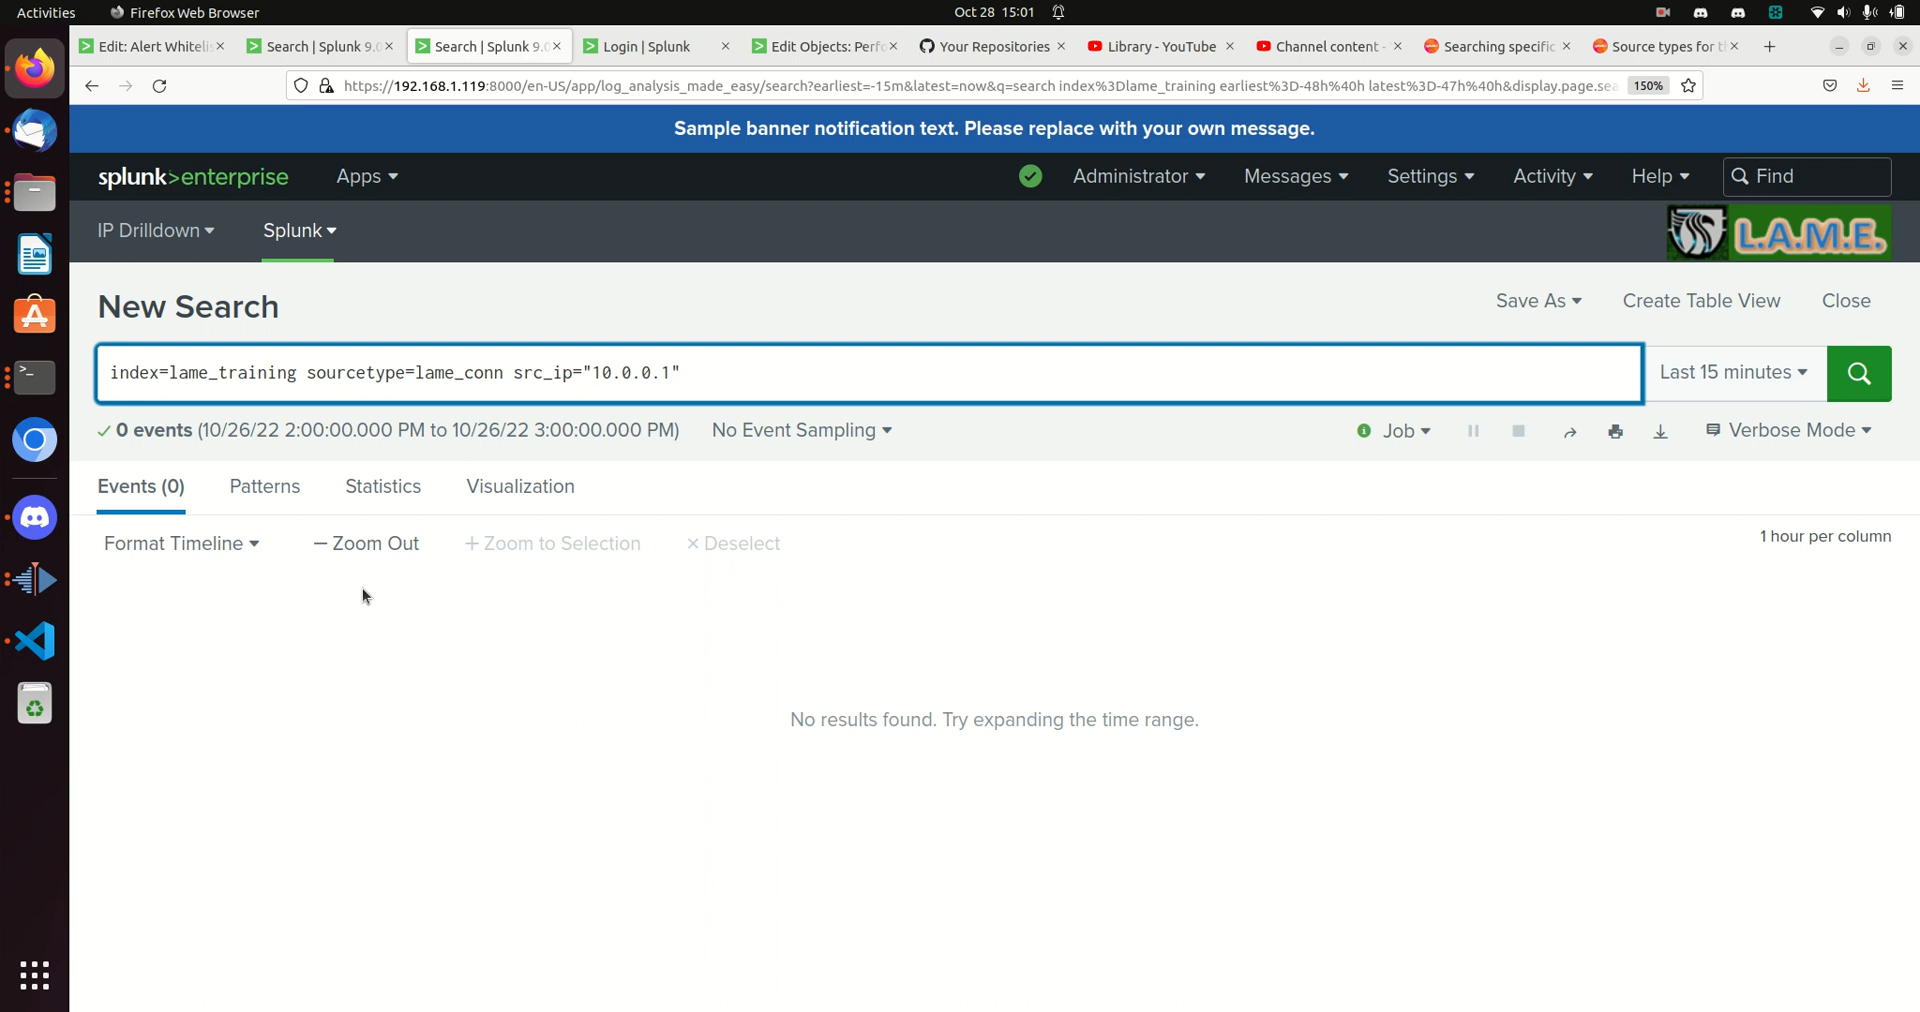 Activities
Firefox Web Browser
Oct 28 15:01
Edit: Alert Whitelis
Search | Splunk 9.0
Search | Splunk 9.0
Login | Splunk
Edit Objects: Perfo
Your Repositories
Library - YouTube
Channel content -
Searching specific
Source types for t
https://192.168.1.119:8000/en-US/app/log_analysis_made_easy/search?earliest=-15m&latest=now&q=search index%3Dlame_training earliest%3D-48h%40h latest%3D-47h%40h&display.page.sea
150%
Sample banner notification text. Please replace with your own message.
splunk>enterprise
Apps
Administrator
Messages
Settings
Activity
Help
Find
IP Drilldown
Splunk
L.A.M.E.
New Search
Save As
Create Table View
Close
index=lame_training sourcetype=lame_conn src_ip="10.0.0.1"
Last 15 minutes
✓ 0 events (10/26/22 2:00:00.000 PM to 10/26/22 3:00:00.000 PM)
No Event Sampling
Job
Verbose Mode
Events (0)
Patterns
Statistics
Visualization
Format Timeline
— Zoom Out
+ Zoom to Selection
× Deselect
1 hour per column
No results found. Try expanding the time range.